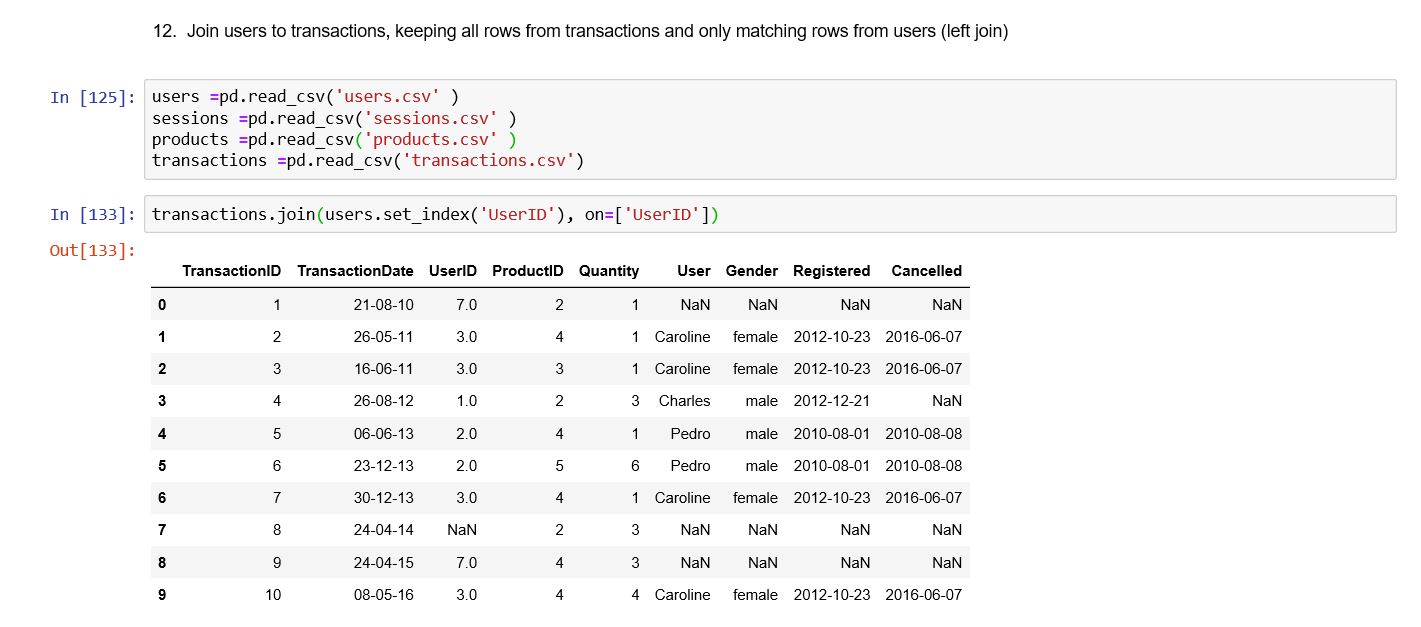 12. Join users to transactions, keeping all rows from transactions and only matching rows from users (left join)
In [125]: users =pd.read_csv('users.csv' )
sessions =pd.read_csv('sessions.csv' )
products =pd.read_csv('products.csv' )
transactions =pd.read_csv('transactions.csv')
In [133]: transactions.join(users.set_index('UserID'), on=['UserID'])
Out[133]:
TransactionID TransactionDate UserID ProductID Quantity User Gender Registered Cancelled
0 1 21-08-10 7.0 2 1 NaN NaN NaN NaN
1 2 26-05-11 3.0 4 1 Caroline female 2012-10-23 2016-06-07
2 3 16-06-11 3.0 3 1 Caroline female 2012-10-23 2016-06-07
3 4 26-08-12 1.0 2 3 Charles male 2012-12-21 NaN
4 5 06-06-13 2.0 4 1 Pedro male 2010-08-01 2010-08-08
5 6 23-12-13 2.0 5 6 Pedro male 2010-08-01 2010-08-08
6 7 30-12-13 3.0 4 1 Caroline female 2012-10-23 2016-06-07
7 8 24-04-14 NaN 2 3 NaN NaN NaN NaN
8 9 24-04-15 7.0 4 3 NaN NaN NaN NaN
9 10 08-05-16 3.0 4 4 Caroline female 2012-10-23 2016-06-07